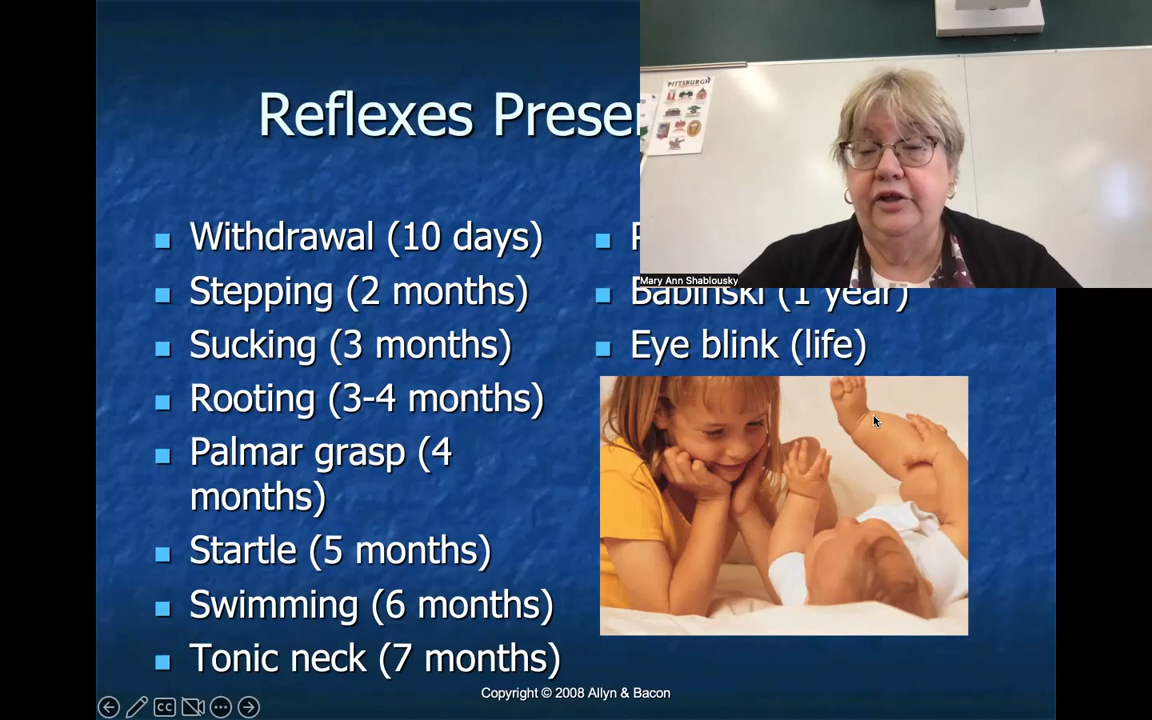 PITTSBURGH
Reflexes
Withdrawal (10 days)
Stepping (2 months)
Sucking (3 months)
Rooting (3-4 months)
Palmar grasp (4
months)
Startle (5 months)
Swimming (6 months)
Tonic neck (7 months)
Mary Ann Shablousky
Babinski (1 year)
Eye blink (life)
CC
Copyright © 2008 Allyn & Bacon